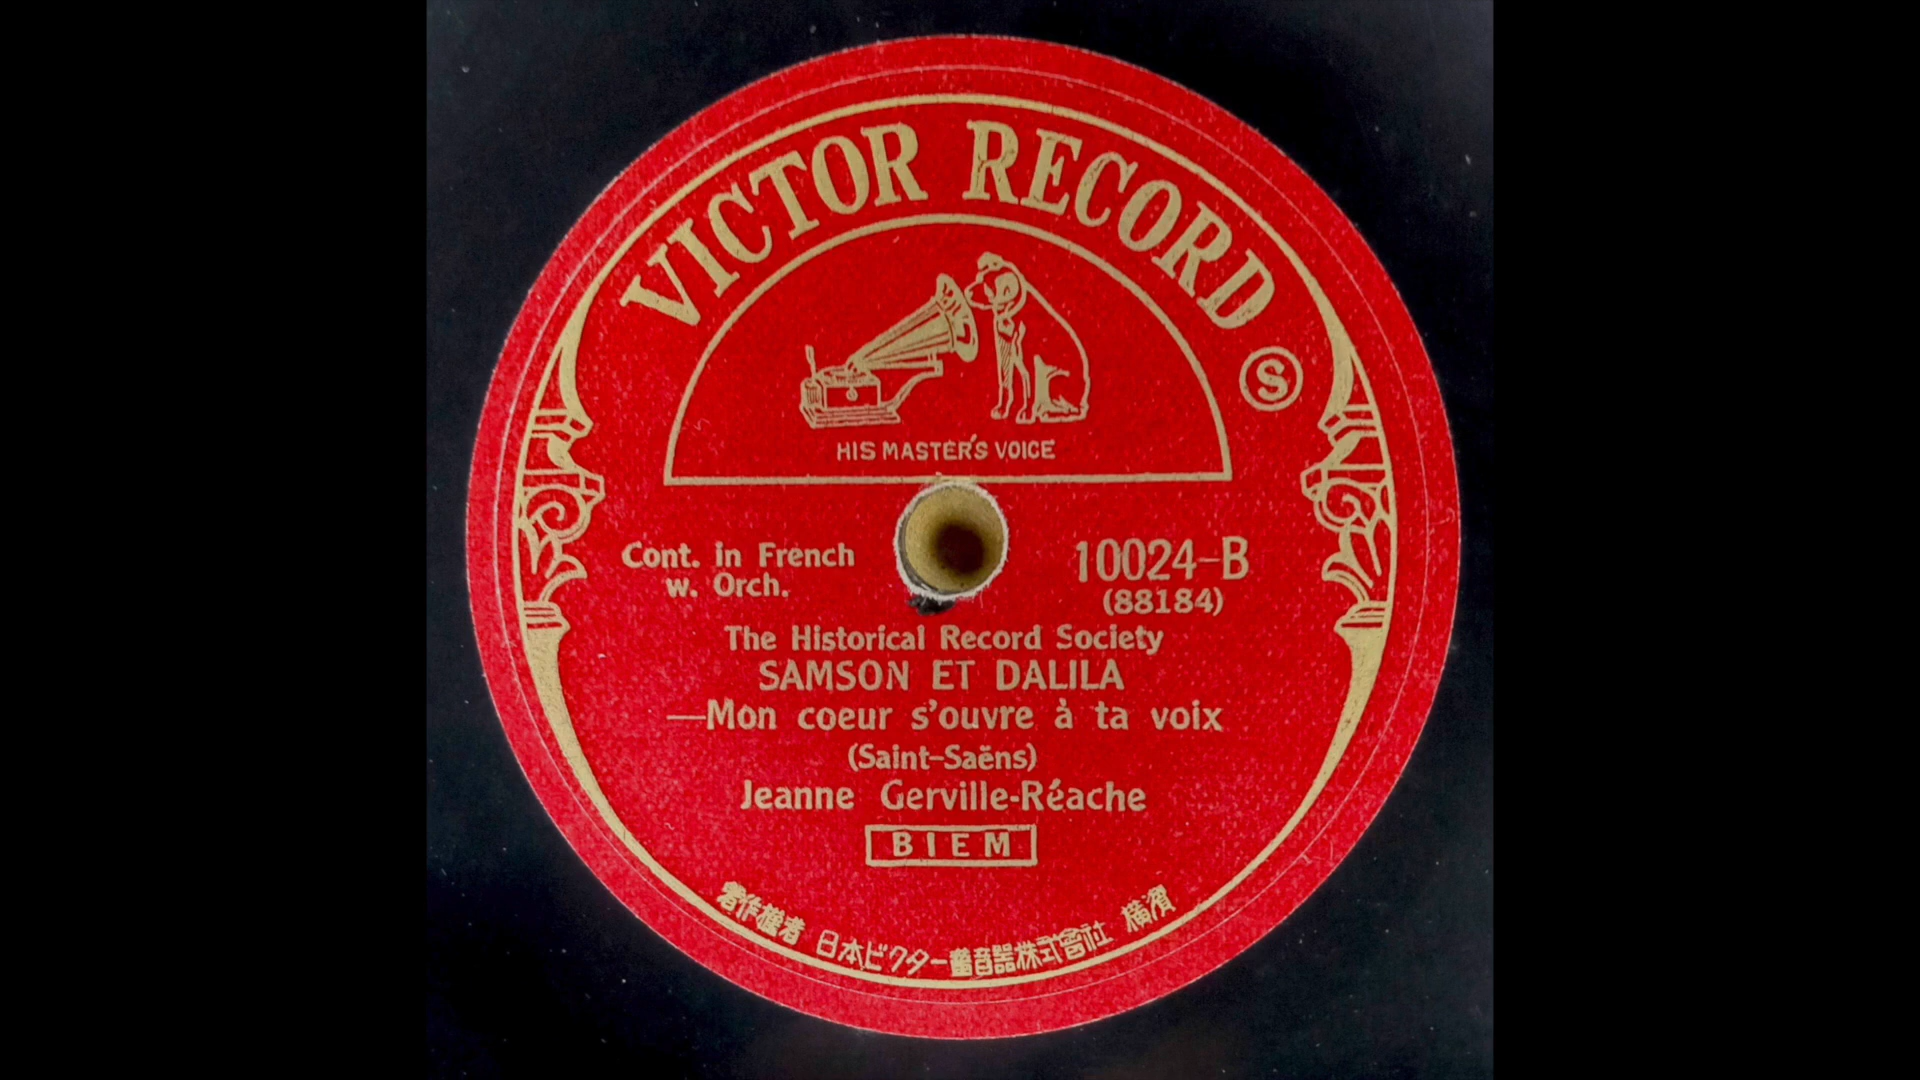 VICTOR RECORD
Ⓢ
HIS MASTER'S VOICE
Cont. in French
w. Orch.
10024-B
(88184)
The Historical Record Society
SAMSON ET DALILA
—Mon coeur s'ouvre à ta voix
(Saint-Saëns)
Jeanne Gerville-Réache
BIEM
著作權者 日本ビクター蓄音器株式會社 横濱